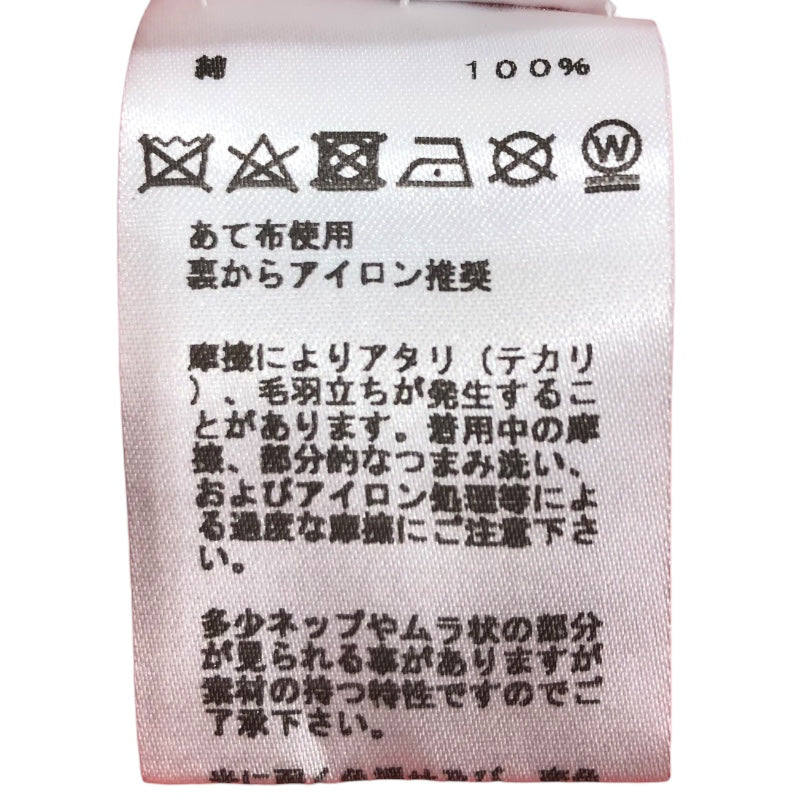 綿 100%
W
あて布使用
裏からアイロン推奨
摩擦によりアタリ(テカリ
)、毛羽立ちが発生するこ
とがあります。着用中の摩
擦、部分的なつまみ洗い、
およびアイロン処理等によ
る過度な摩擦にご注意下さ
い。
多少ネップやムラ状の部分
が見られる事がありますが
素材の持つ特性ですのでご
了承下さい。